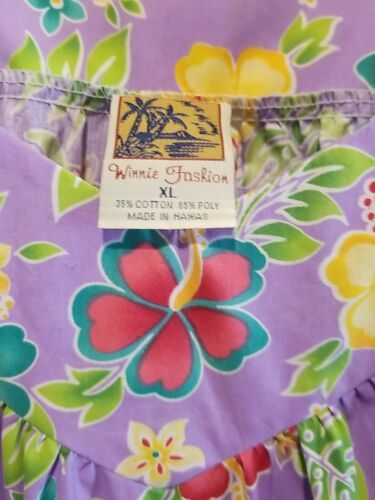 Winnie Fashion
XL
35% COTTON 65% POLY
MADE IN HAWAII